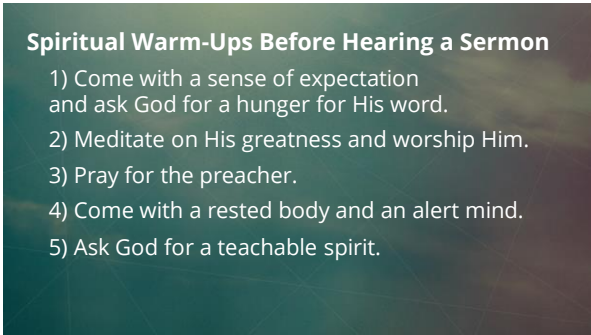 Spiritual Warm-Ups Before Hearing a Sermon
1) Come with a sense of expectation
and ask God for a hunger for His word.
2) Meditate on His greatness and worship Him.
3) Pray for the preacher.
4) Come with a rested body and an alert mind.
5) Ask God for a teachable spirit.